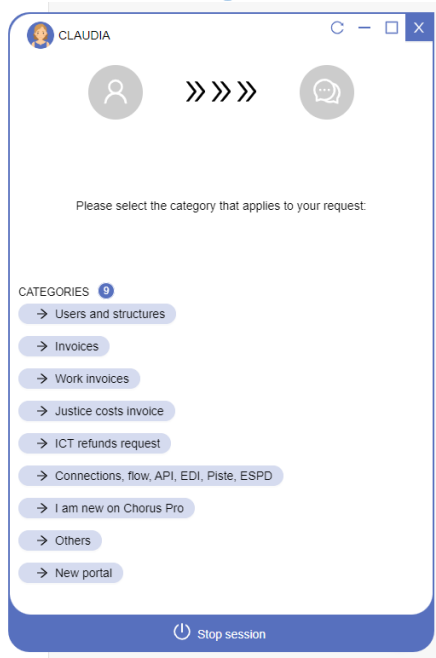 CLAUDIA
X
Please select the category that applies to your request:
CATEGORIES 9
→ Users and structures
→ Invoices
→ Work invoices
→ Justice costs invoice
→ ICT refunds request
→ Connections, flow, API, EDI, Piste, ESPD
→ I am new on Chorus Pro
→ Others
→ New portal
Stop session